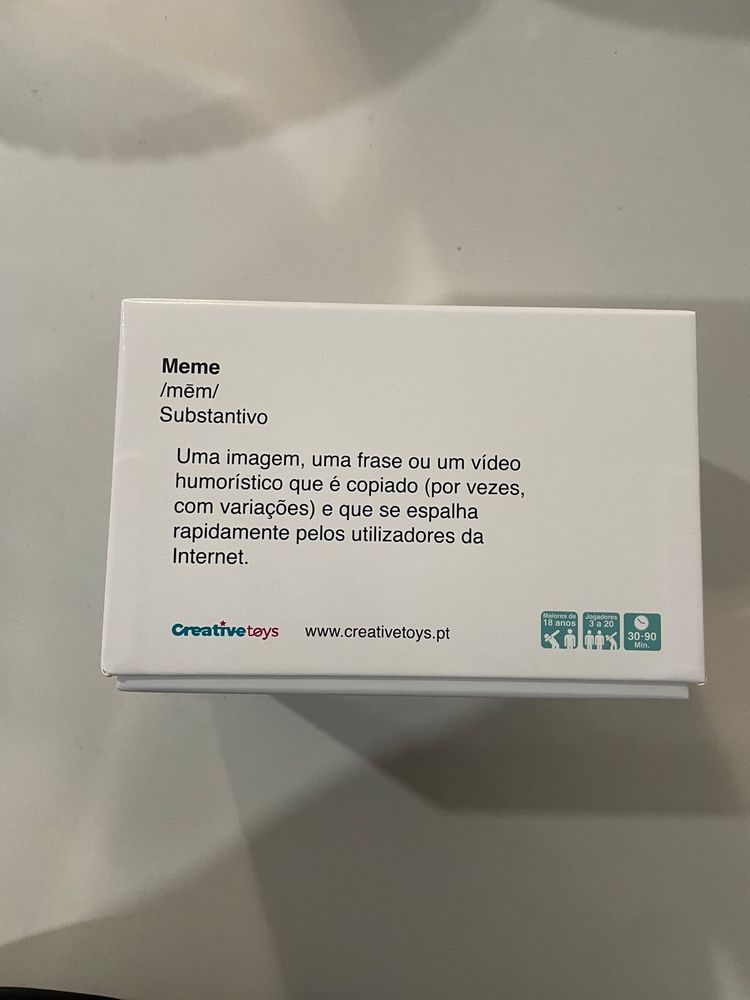 Meme
/mēm/
Substantivo
Uma imagem, uma frase ou um vídeo
humorístico que é copiado (por vezes,
com variações) e que se espalha
rapidamente pelos utilizadores da
Internet.
Creativetoys www.creativetoys.pt
Maiores de
18 anos
Jogadores
3 a 20
30-90
Min.